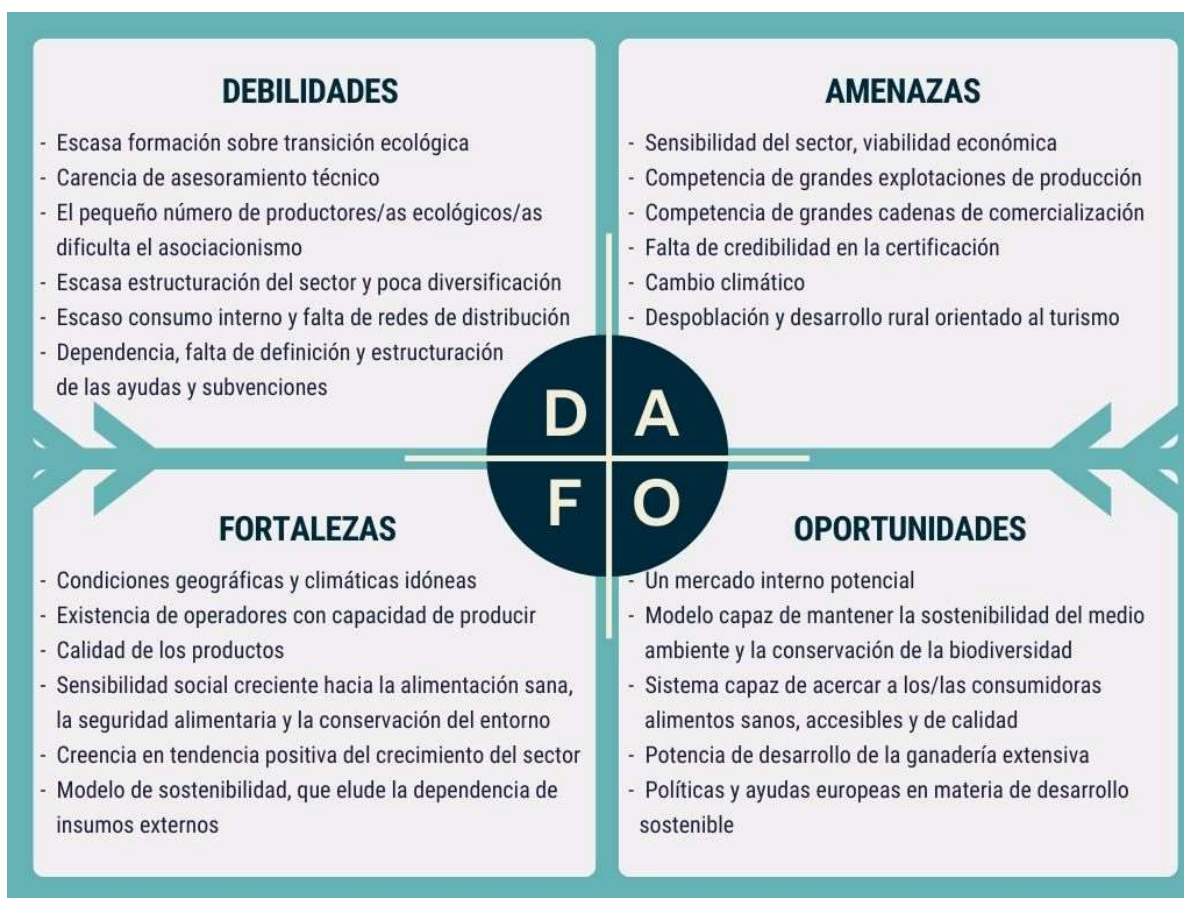 DEBILIDADES
- Escasa formación sobre transición ecológica
- Carencia de asesoramiento técnico
- El pequeño número de productores/as ecológicos/as
dificulta el asociacionismo
- Escasa estructuración del sector y poca diversificación
- Escaso consumo interno y falta de redes de distribución
- Dependencia, falta de definición y estructuración
de las ayudas y subvenciones
AMENAZAS
- Sensibilidad del sector, viabilidad económica
- Competencia de grandes explotaciones de producción
- Competencia de grandes cadenas de comercialización
- Falta de credibilidad en la certificación
- Cambio climático
- Despoblación y desarrollo rural orientado al turismo
D A
F O
FORTALEZAS
- Condiciones geográficas y climáticas idóneas
- Existencia de operadores con capacidad de producir
- Calidad de los productos
- Sensibilidad social creciente hacia la alimentación sana,
la seguridad alimentaria y la conservación del entorno
- Creencia en tendencia positiva del crecimiento del sector
- Modelo de sostenibilidad, que elude la dependencia de
insumos externos
OPORTUNIDADES
- Un mercado interno potencial
- Modelo capaz de mantener la sostenibilidad del medio
ambiente y la conservación de la biodiversidad
- Sistema capaz de acercar a los/las consumidoras
alimentos sanos, accesibles y de calidad
- Potencia de desarrollo de la ganadería extensiva
- Políticas y ayudas europeas en materia de desarrollo
sostenible